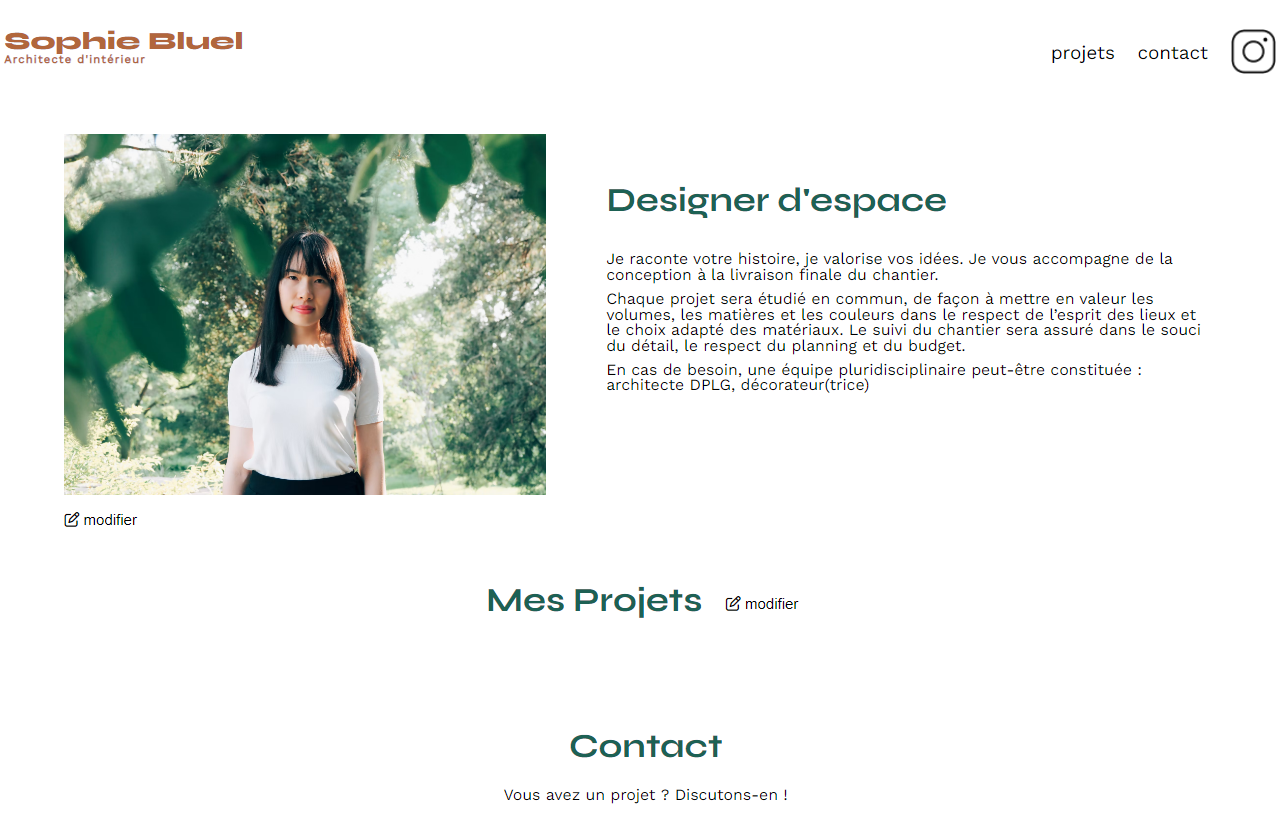 Sophie Bluel
Architecte d'intérieur
projets
contact
Designer d'espace
Je raconte votre histoire, je valorise vos idées. Je vous accompagne de la
conception à la livraison finale du chantier.
Chaque projet sera étudié en commun, de façon à mettre en valeur les
volumes, les matières et les couleurs dans le respect de l’esprit des lieux et
le choix adapté des matériaux. Le suivi du chantier sera assuré dans le souci
du détail, le respect du planning et du budget.
En cas de besoin, une équipe pluridisciplinaire peut-être constituée :
architecte DPLG, décorateur(trice)
modifier
Mes Projets
modifier
Contact
Vous avez un projet ? Discutons-en !